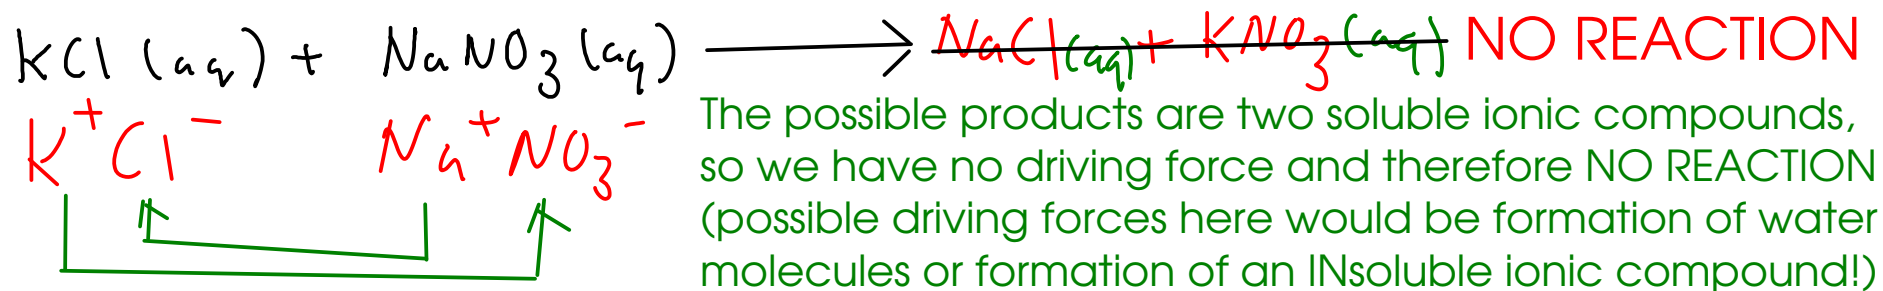 KCl (aq) + NaNO3 (aq) → NaCl(aq) + KNO3 (aq) NO REACTION
K+ Cl- Na+ NO3-
The possible products are two soluble ionic compounds,
so we have no driving force and therefore NO REACTION
(possible driving forces here would be formation of water
molecules or formation of an INsoluble ionic compound!)